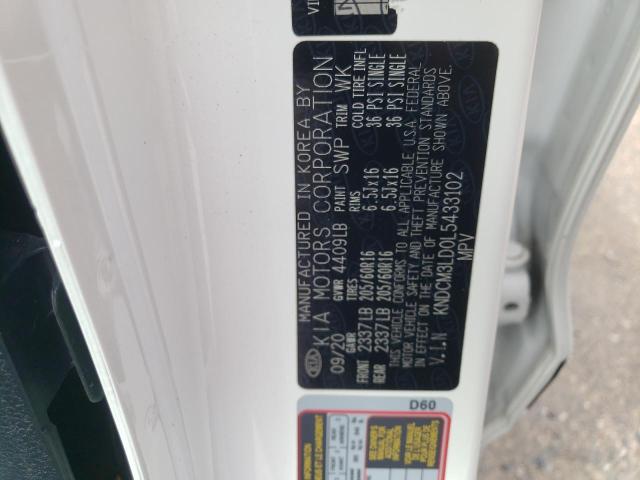 VI
MANUFACTURED IN KOREA BY
KIA MOTORS CORPORATION
09/20 GVWR 4409LB PAINT SWP TRIM WK
GAWR TIRES RIMS COLD TIRE INFL
FRONT 2337LB 205/60R16 6.5Jx16 36 PSI SINGLE
REAR 2337LB 205/60R16 6.5Jx16 36 PSI SINGLE
THIS VEHICLE CONFORMS TO ALL APPLICABLE U.S.A. FEDERAL
MOTOR VEHICLE SAFETY AND THEFT PREVENTION STANDARDS
IN EFFECT ON THE DATE OF MANUFACTURE SHOWN ABOVE.
V.I.N KNDCM3LD0L5433102
MPV
D60